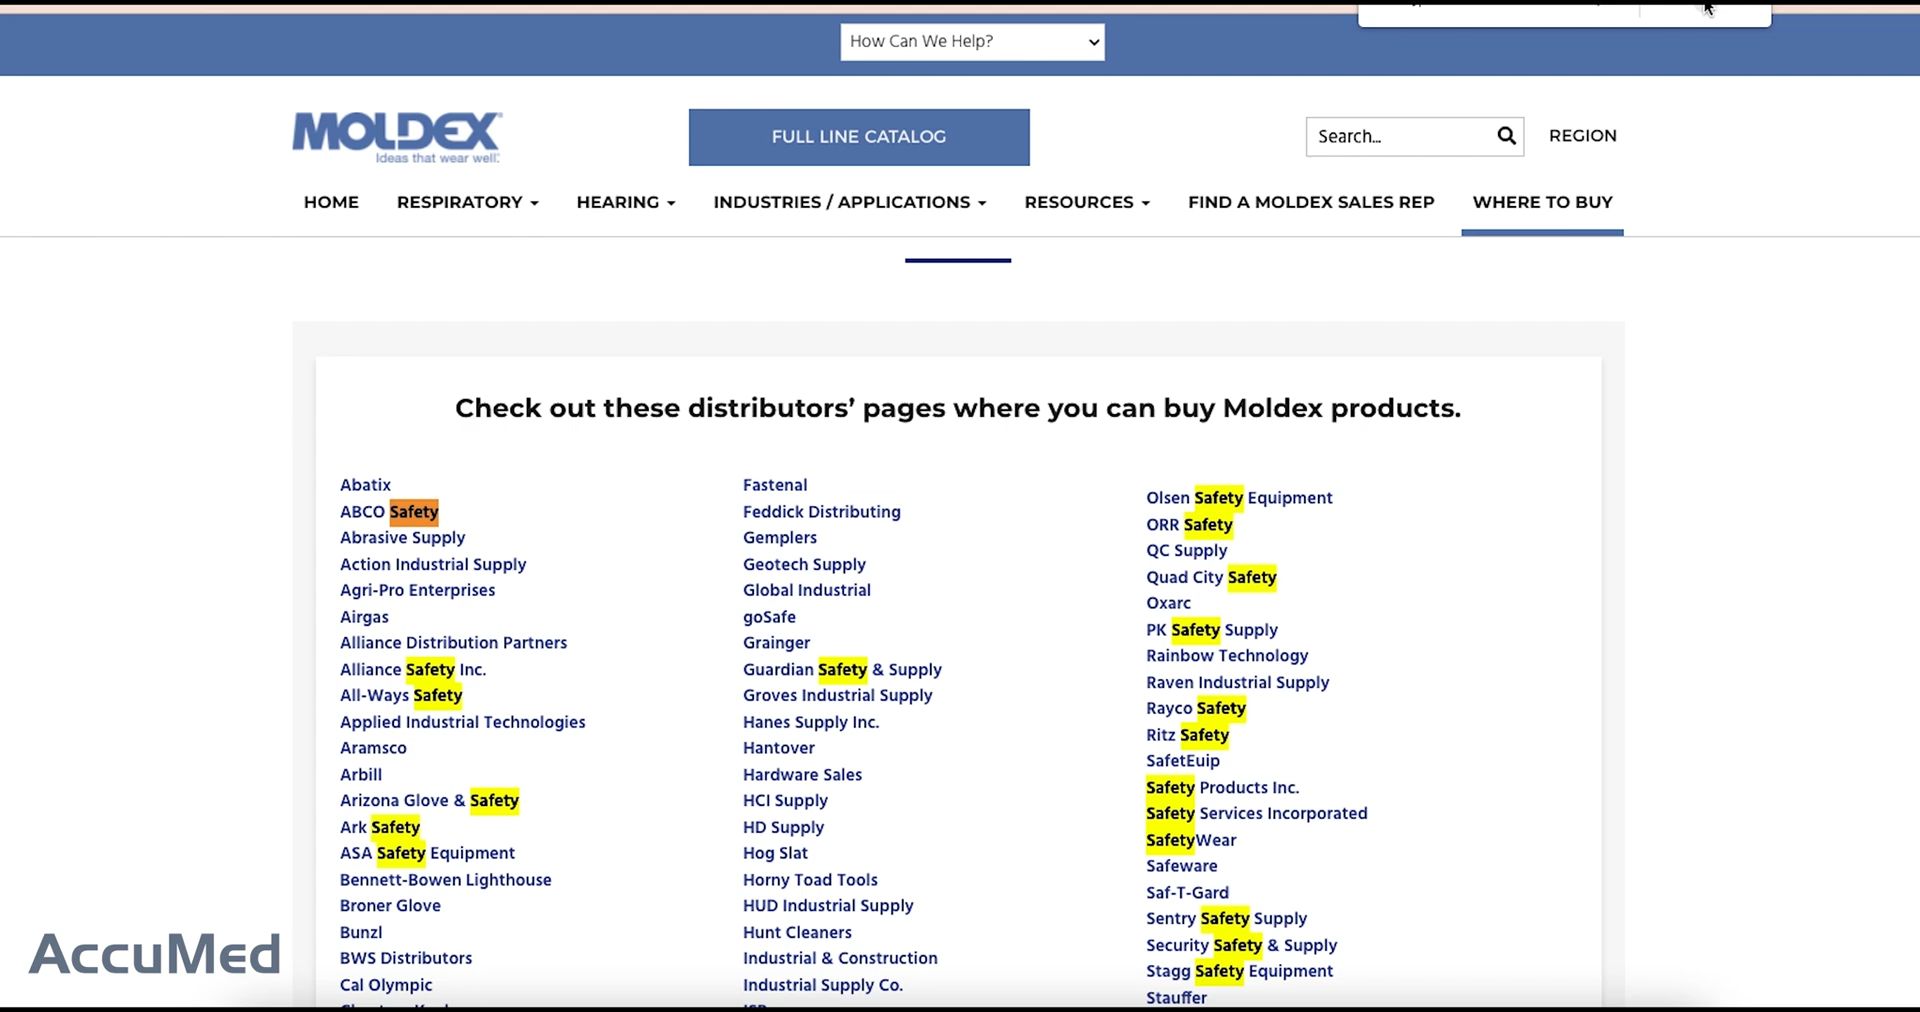 How Can We Help?
MOLDEX
Ideas that wear well.
FULL LINE CATALOG
Search...
REGION
HOME
RESPIRATORY
HEARING
INDUSTRIES / APPLICATIONS
RESOURCES
FIND A MOLDEX SALES REP
WHERE TO BUY
Check out these distributors’ pages where you can buy Moldex products.
Abatix
ABCO Safety
Abrasive Supply
Action Industrial Supply
Agri-Pro Enterprises
Airgas
Alliance Distribution Partners
Alliance Safety Inc.
All-Ways Safety
Applied Industrial Technologies
Aramsco
Arbill
Arizona Glove & Safety
Ark Safety
ASA Safety Equipment
Bennett-Bowen Lighthouse
Broner Glove
Bunzl
BWS Distributors
Cal Olympic
Fastenal
Feddick Distributing
Gemplers
Geotech Supply
Global Industrial
goSafe
Grainger
Guardian Safety & Supply
Groves Industrial Supply
Hanes Supply Inc.
Hantover
Hardware Sales
HCI Supply
HD Supply
Hog Slat
Horny Toad Tools
HUD Industrial Supply
Hunt Cleaners
Industrial & Construction
Industrial Supply Co.
Olsen Safety Equipment
ORR Safety
QC Supply
Quad City Safety
Oxarc
PK Safety Supply
Rainbow Technology
Raven Industrial Supply
Rayco Safety
Ritz Safety
SafetEuip
Safety Products Inc.
Safety Services Incorporated
SafetyWear
Safeware
Saf-T-Gard
Sentry Safety Supply
Security Safety & Supply
Stagg Safety Equipment
Stauffer
AccuMed